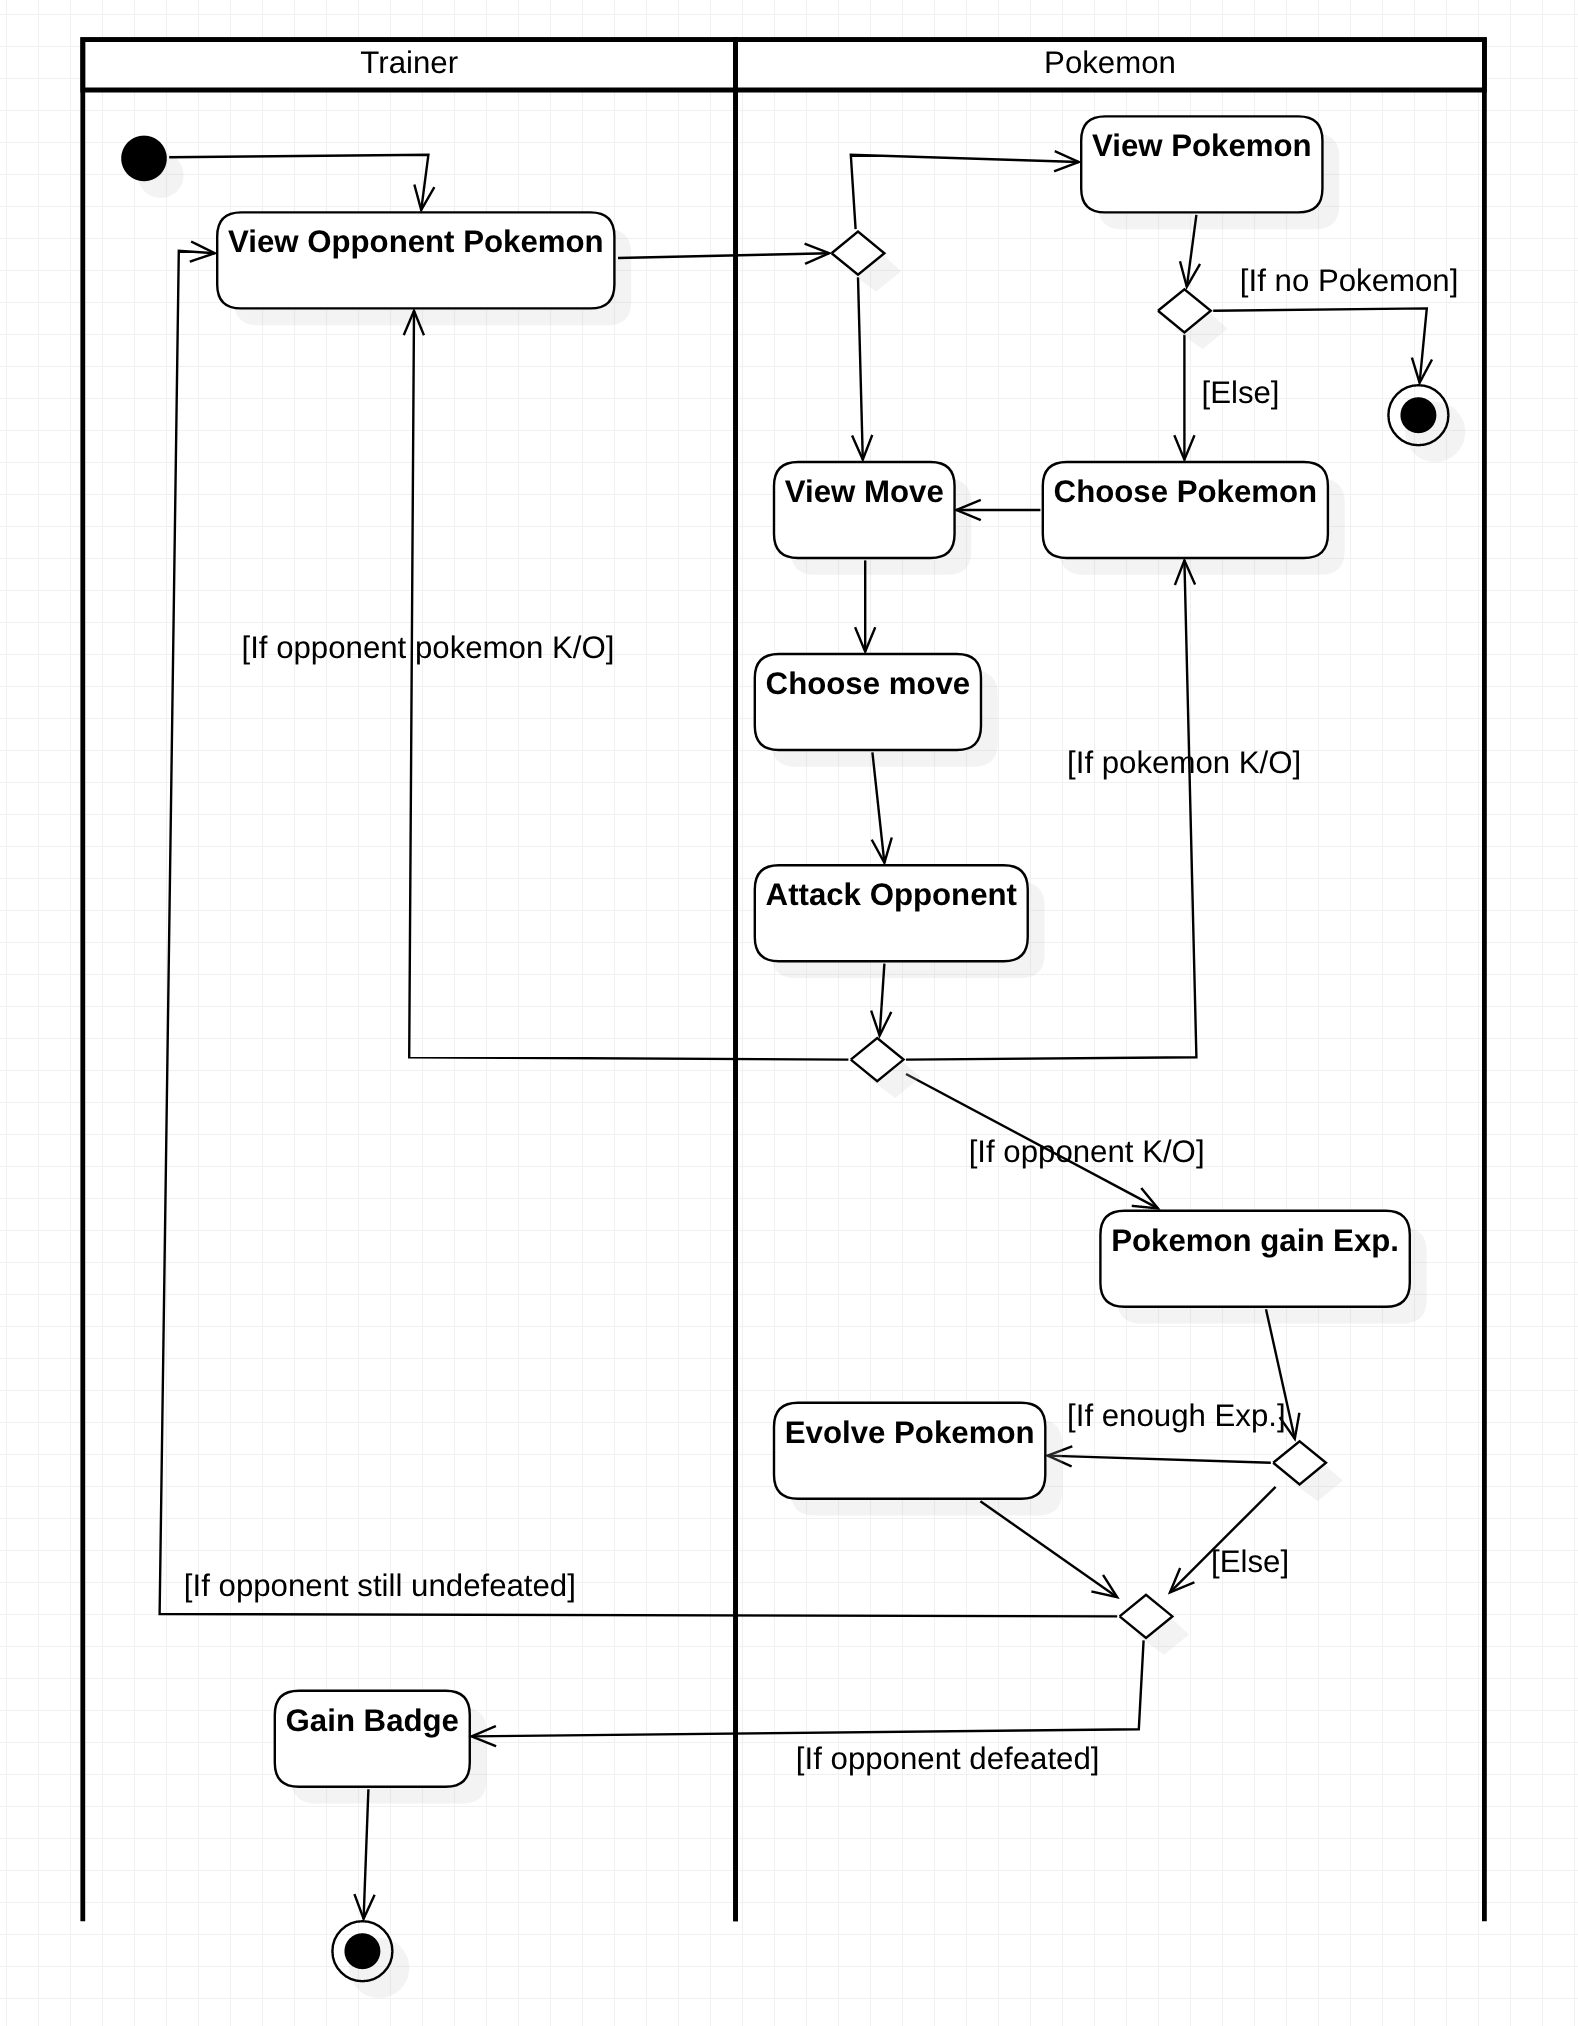 Trainer
Pokemon
View Pokemon
View Opponent Pokemon
[If no Pokemon]
[Else]
View Move
Choose Pokemon
[If opponent pokemon K/O]
Choose move
[If pokemon K/O]
Attack Opponent
[If opponent K/O]
Pokemon gain Exp.
[If enough Exp.]
Evolve Pokemon
[Else]
[If opponent still undefeated]
Gain Badge
[If opponent defeated]